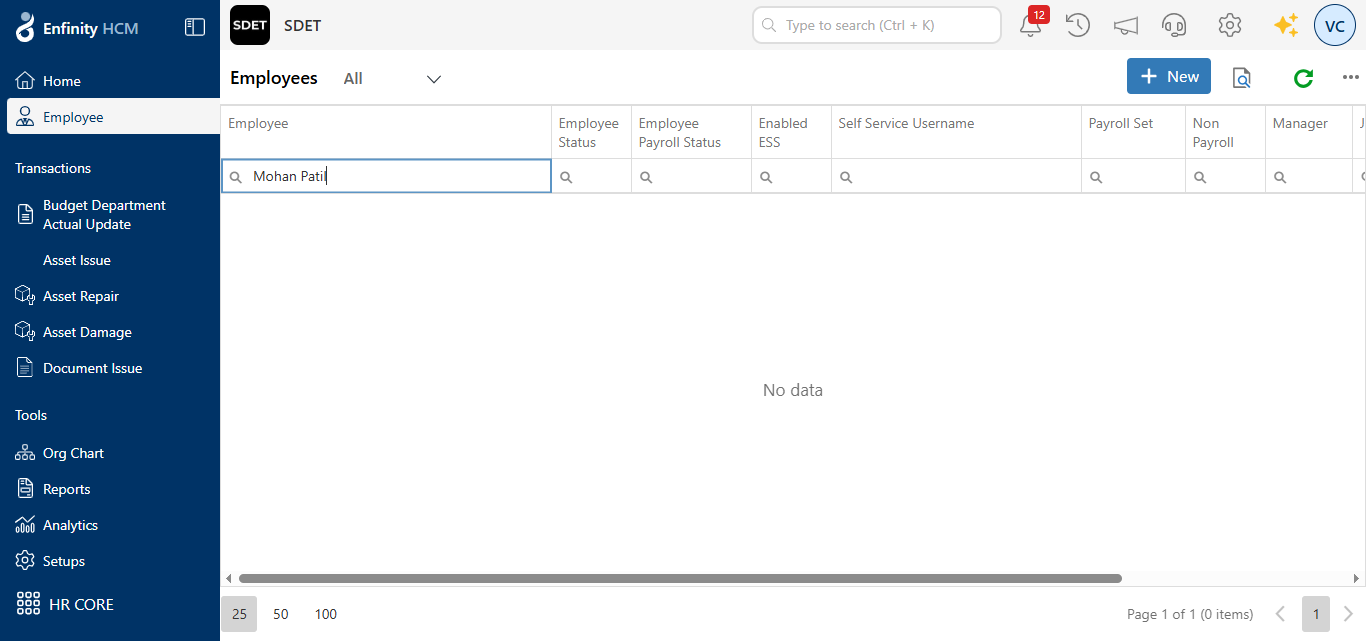 Enfinity HCM
SDET
SDET
Type to search (Ctrl + K)
12
VC
Home
Employee
Transactions
Budget Department
Actual Update
Asset Issue
Asset Repair
Asset Damage
Document Issue
Tools
Org Chart
Reports
Analytics
Setups
HR CORE
Employees
All
New
Employee
Employee
Status
Employee
Payroll Status
Enabled
ESS
Self Service Username
Payroll Set
Non
Payroll
Manager
Mohan Patil
No data
25
50
100
Page 1 of 1 (0 items)
1